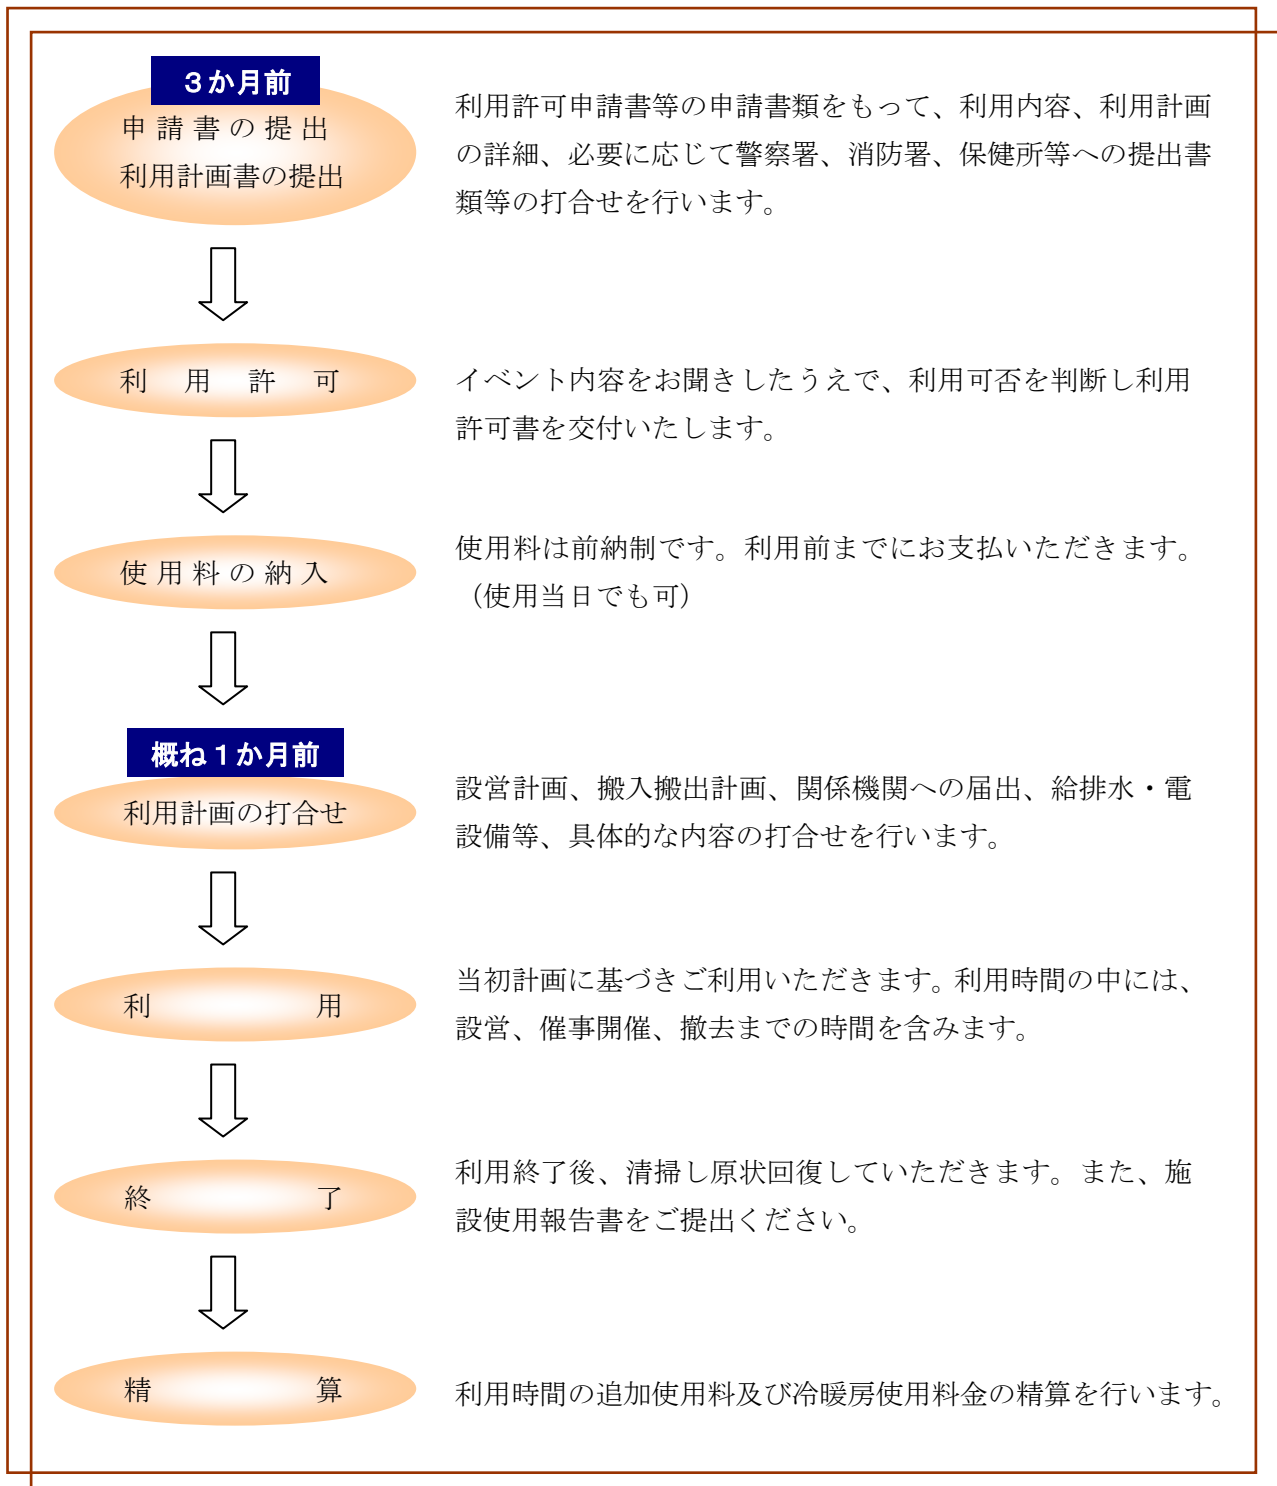 ３か月前
申請書の提出
利用計画書の提出
利用許可申請書等の申請書類をもって、利用内容、利用計画
の詳細、必要に応じて警察署、消防署、保健所等への提出書
類等の打合せを行います。
利用許可
イベント内容をお聞きしたうえで、利用可否を判断し利用
許可書を交付いたします。
使用料の納入
使用料は前納制です。利用前までにお支払いただきます。
（使用当日でも可）
概ね１か月前
利用計画の打合せ
設営計画、搬入搬出計画、関係機関への届出、給排水・電
設備等、具体的な内容の打合せを行います。
利用
当初計画に基づきご利用いただきます。利用時間の中には、
設営、催事開催、撤去までの時間を含みます。
終了
利用終了後、清掃し原状回復していただきます。また、施
設使用報告書をご提出ください。
精算
利用時間の追加使用料及び冷暖房使用料金の精算を行います。